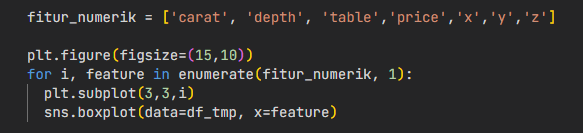 fitur_numerik = ['carat', 'depth', 'table','price','x','y','z']
plt.figure(figsize=(15,10))
for i, feature in enumerate(fitur_numerik, 1):
  plt.subplot(3,3,i)
  sns.boxplot(data=df_tmp, x=feature)